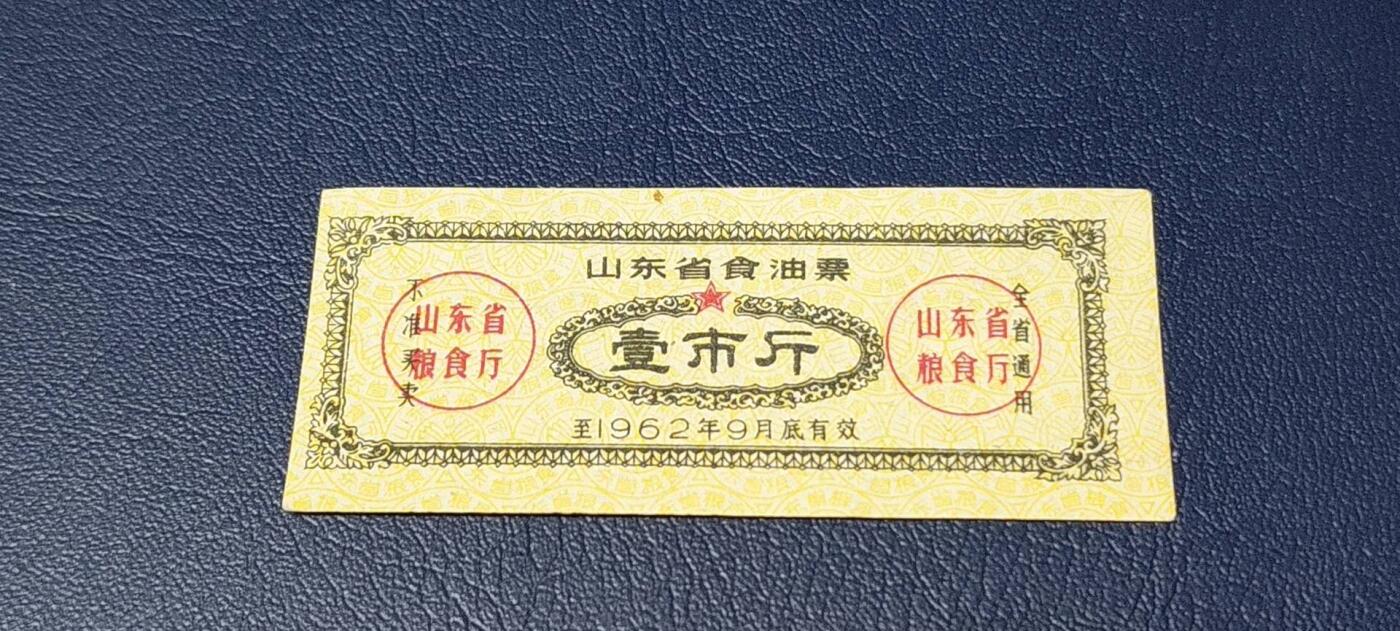 山东省食油票
壹市斤
至1962年9月底有效
不准买卖
全省通用
山东省
粮食厅
山东省
粮食厅